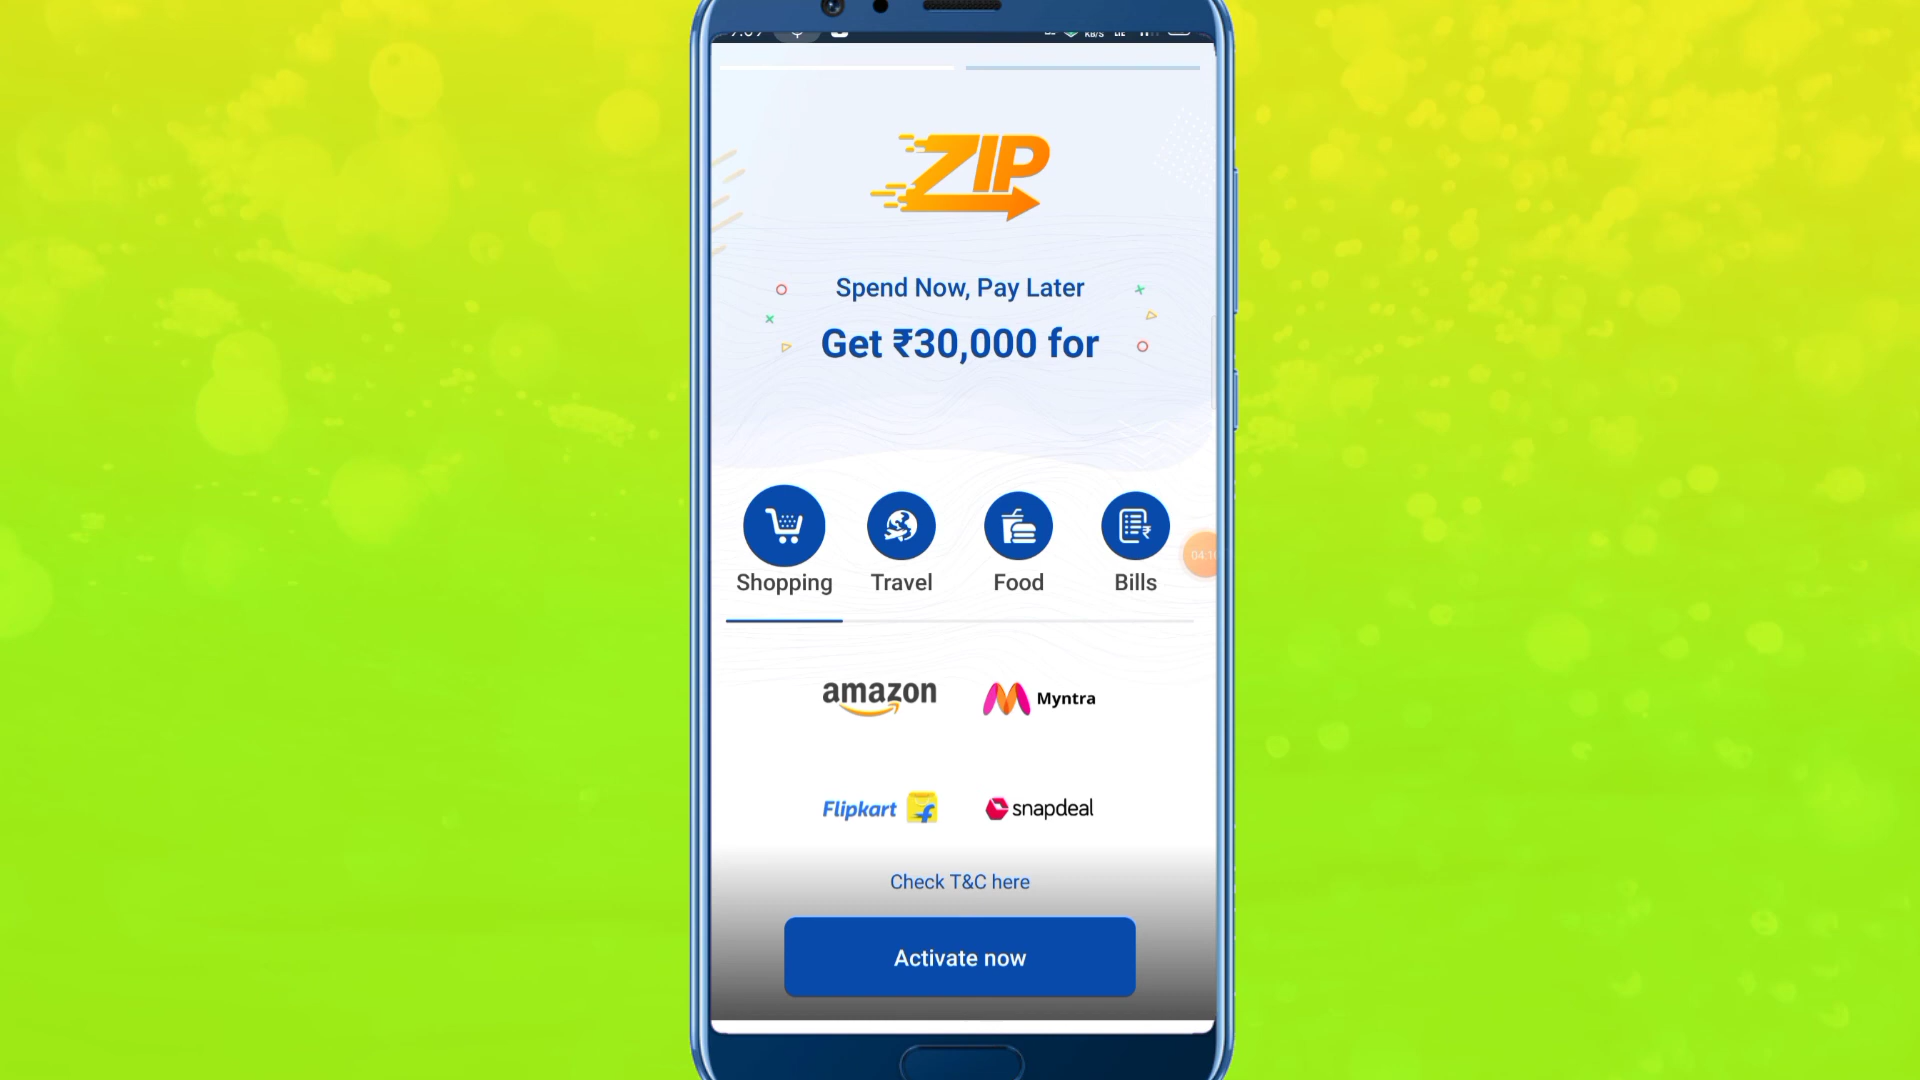 ZIP
Spend Now, Pay Later
Get ₹30,000 for
Shopping
Travel
Food
Bills
amazon
Myntra
Flipkart
snapdeal
Check T&C here
Activate now